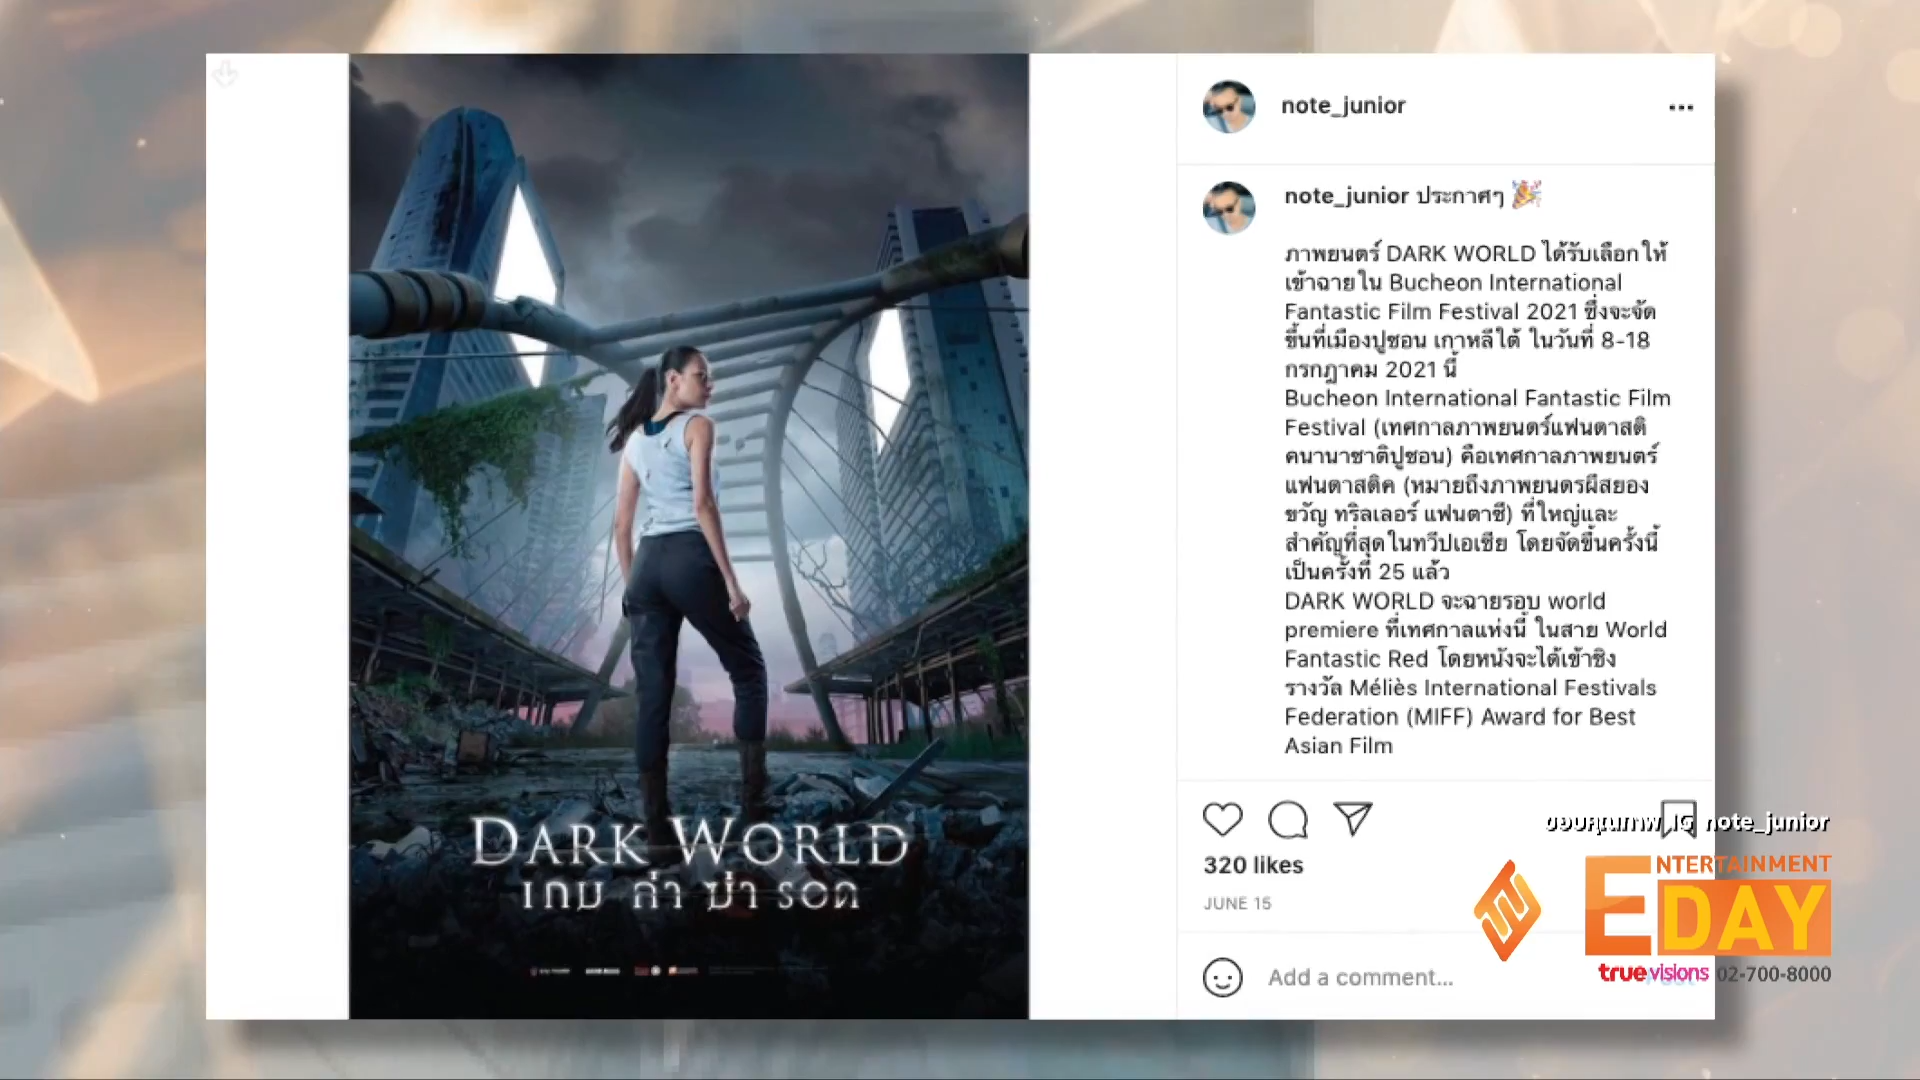 note_junior
note_junior ประกาศๆ 🎉
ภาพยนตร์ DARK WORLD ได้รับเลือกให้
เข้าฉายใน Bucheon International
Fantastic Film Festival 2021 ซึ่งจะจัด
ขึ้นที่เมืองปูชอน เกาหลีใต้ ในวันที่ 8-18
กรกฎาคม 2021 นี้
Bucheon International Fantastic Film
Festival (เทศกาลภาพยนตร์แฟนตาสติ
คนานาชาติปูชอน) คือเทศกาลภาพยนตร์
แฟนตาสติค (หมายถึงภาพยนตรผีสยอง
ขวัญ ทริลเลอร์ แฟนตาซี) ที่ใหญ่และ
สำคัญที่สุดในทวีปเอเชีย โดยจัดขึ้นครั้งนี้
เป็นครั้งที่ 25 แล้ว
DARK WORLD จะฉายรอบ world
premiere ที่เทศกาลแห่งนี้ ในสาย World
Fantastic Red โดยหนังจะได้เข้าชิง
รางวัล Méliès International Festivals
Federation (MIFF) Award for Best
Asian Film
320 likes
JUNE 15
Add a comment...
DARK WORLD
เกม ล่า ฆ่า รอด
ขอบคุณภาพ IG note_junior
ENTERTAINMENT
EDAY
truevisions 02-700-8000